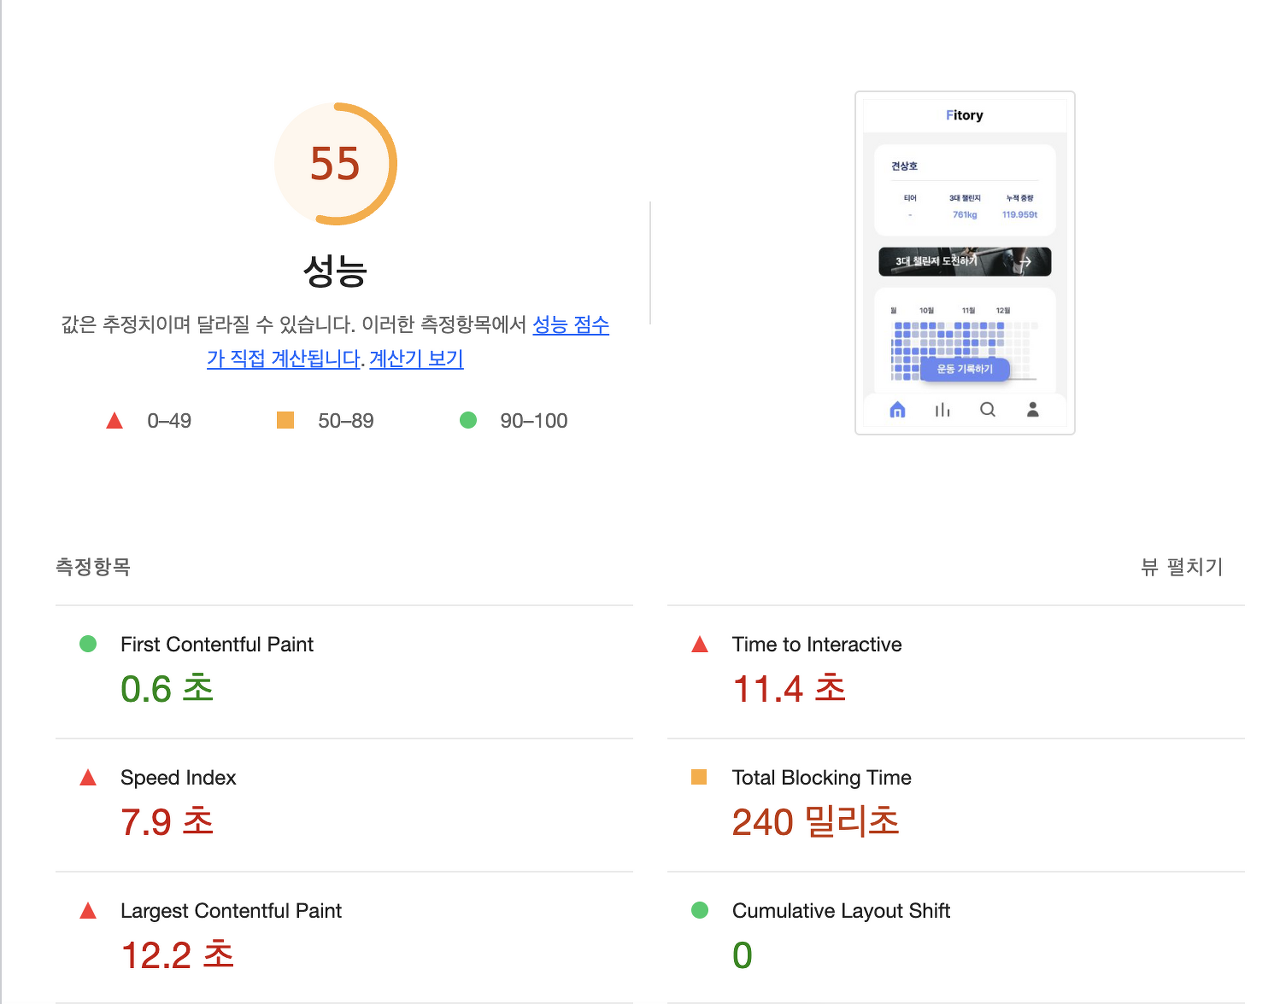 55
성능
값은 추정치이며 달라질 수 있습니다. 이러한 측정항목에서 성능 점수
가 직접 계산됩니다. 계산기 보기
0–49
50–89
90–100
Fitory
견상호
티어 3대 챌린지 누적 중량
- 761kg 119.959t
3대 챌린지 도전하기
월 10월 11월 12월
운동 기록하기
측정항목
뷰 펼치기
First Contentful Paint
0.6 초
Time to Interactive
11.4 초
Speed Index
7.9 초
Total Blocking Time
240 밀리초
Largest Contentful Paint
12.2 초
Cumulative Layout Shift
0